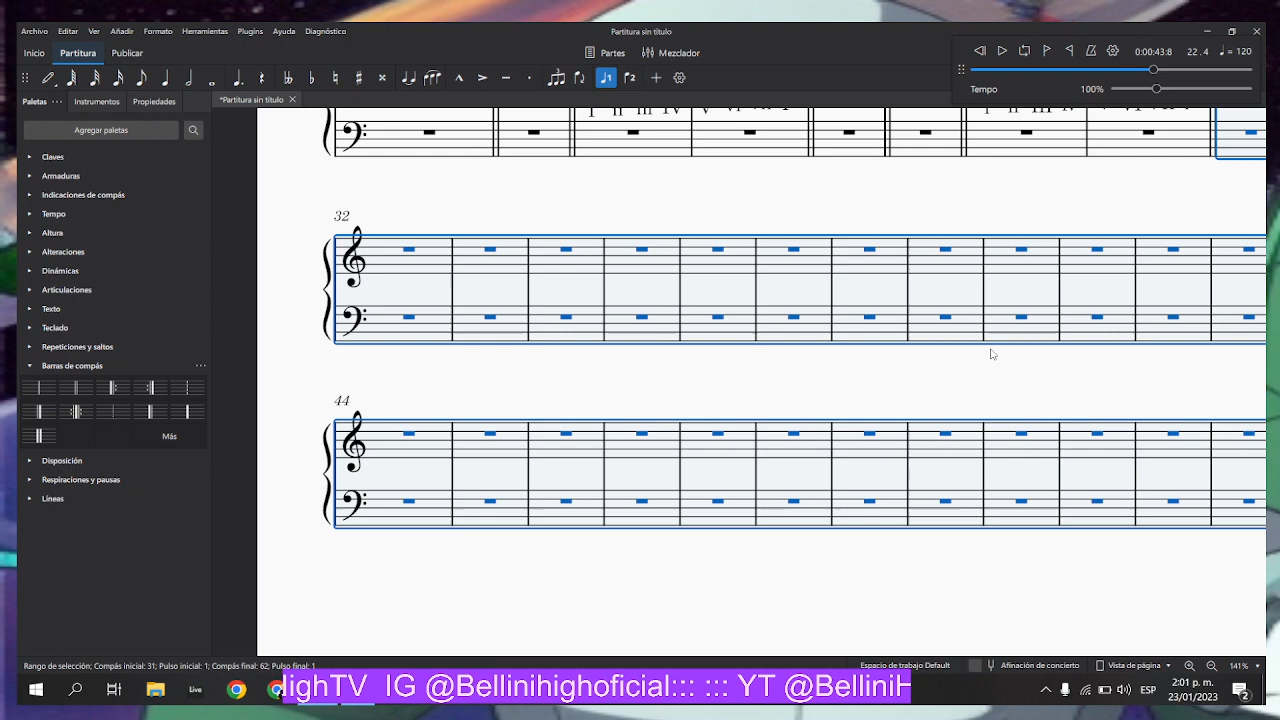 Archivo Editar Ver Añadir Formato Herramientas Plugins Ayuda Diagnóstico
Partitura sin título
Inicio Partitura Publicar
Partes Mezclador
0:00:43:8 22 . 4 = 120
Tempo 100%
Paletas Instrumentos Propiedades
*Partitura sin título
Agregar paletas
Claves
Armaduras
Indicaciones de compás
Tempo
Altura
Alteraciones
Dinámicas
Articulaciones
Texto
Teclado
Repeticiones y saltos
Barras de compás
Más
Disposición
Respiraciones y pausas
Líneas
32
44
Rango de selección; Compás inicial: 31; Pulso inicial: 1; Compás final: 62; Pulso final: 1
Espacio de trabajo Default
Afinación de concierto
Vista de página
141%
Live
IG @Bellinihighoficial::: ::: YT
ESP
2:01 p. m.
23/01/2023
2